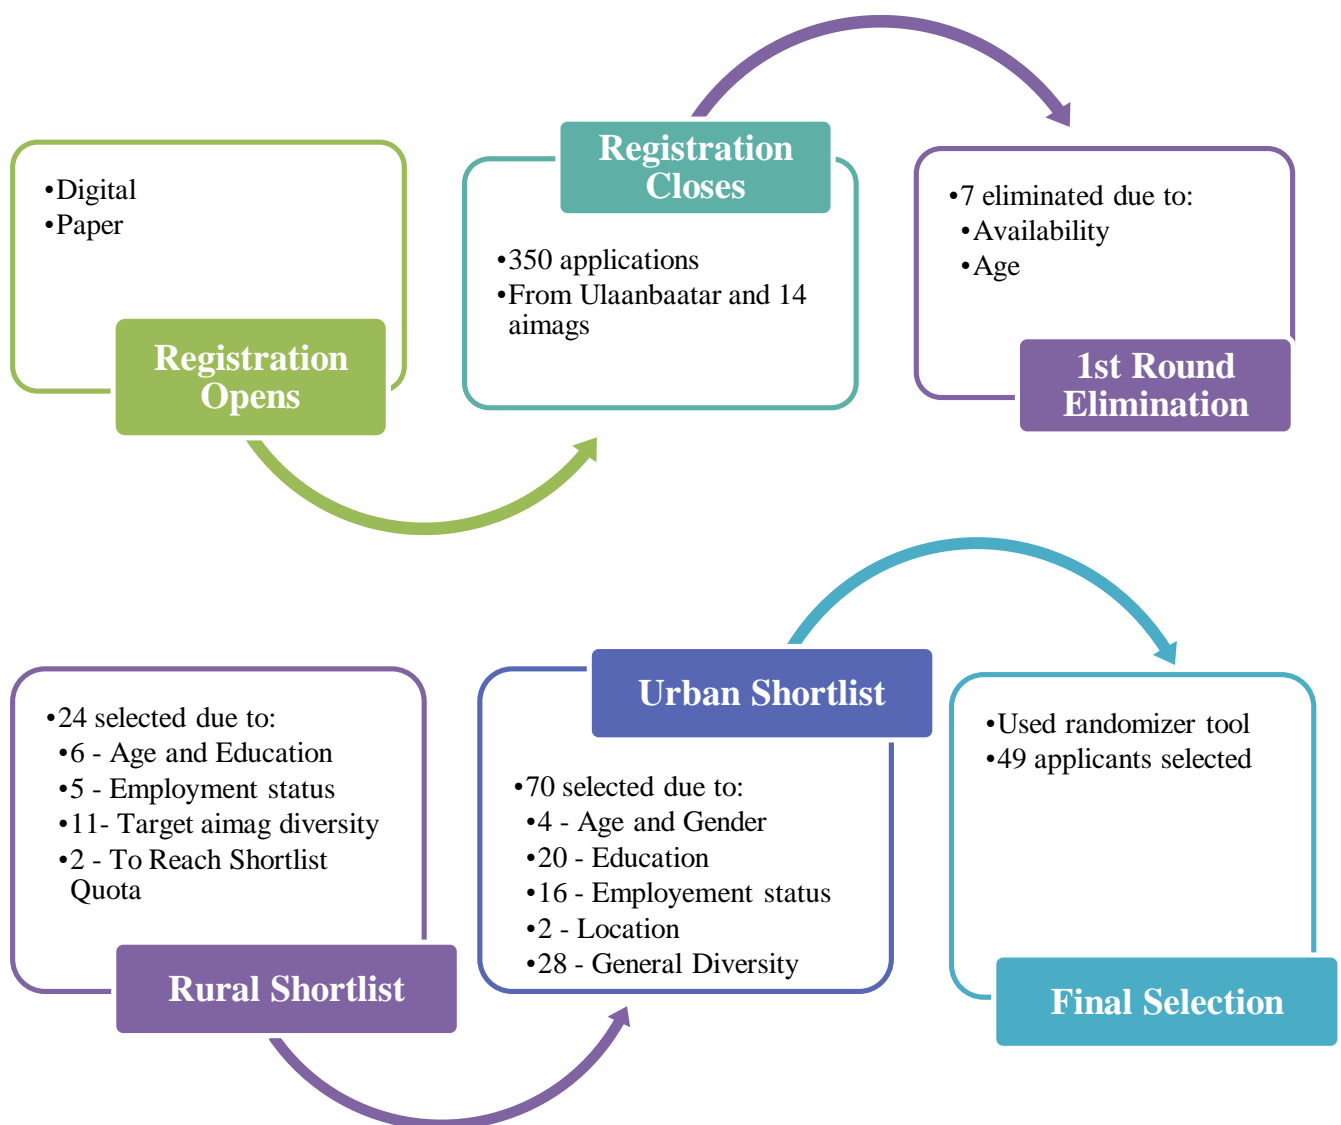 •Digital
•Paper
Registration
Opens
Registration
Closes
•350 applications
•From Ulaanbaatar and 14
aimags
•7 eliminated due to:
•Availability
•Age
1st Round
Elimination
•24 selected due to:
•6 - Age and Education
•5 - Employment status
•11- Target aimag diversity
•2 - To Reach Shortlist
Quota
Rural Shortlist
Urban Shortlist
•70 selected due to:
•4 - Age and Gender
•20 - Education
•16 - Employement status
•2 - Location
•28 - General Diversity
•Used randomizer tool
•49 applicants selected
Final Selection